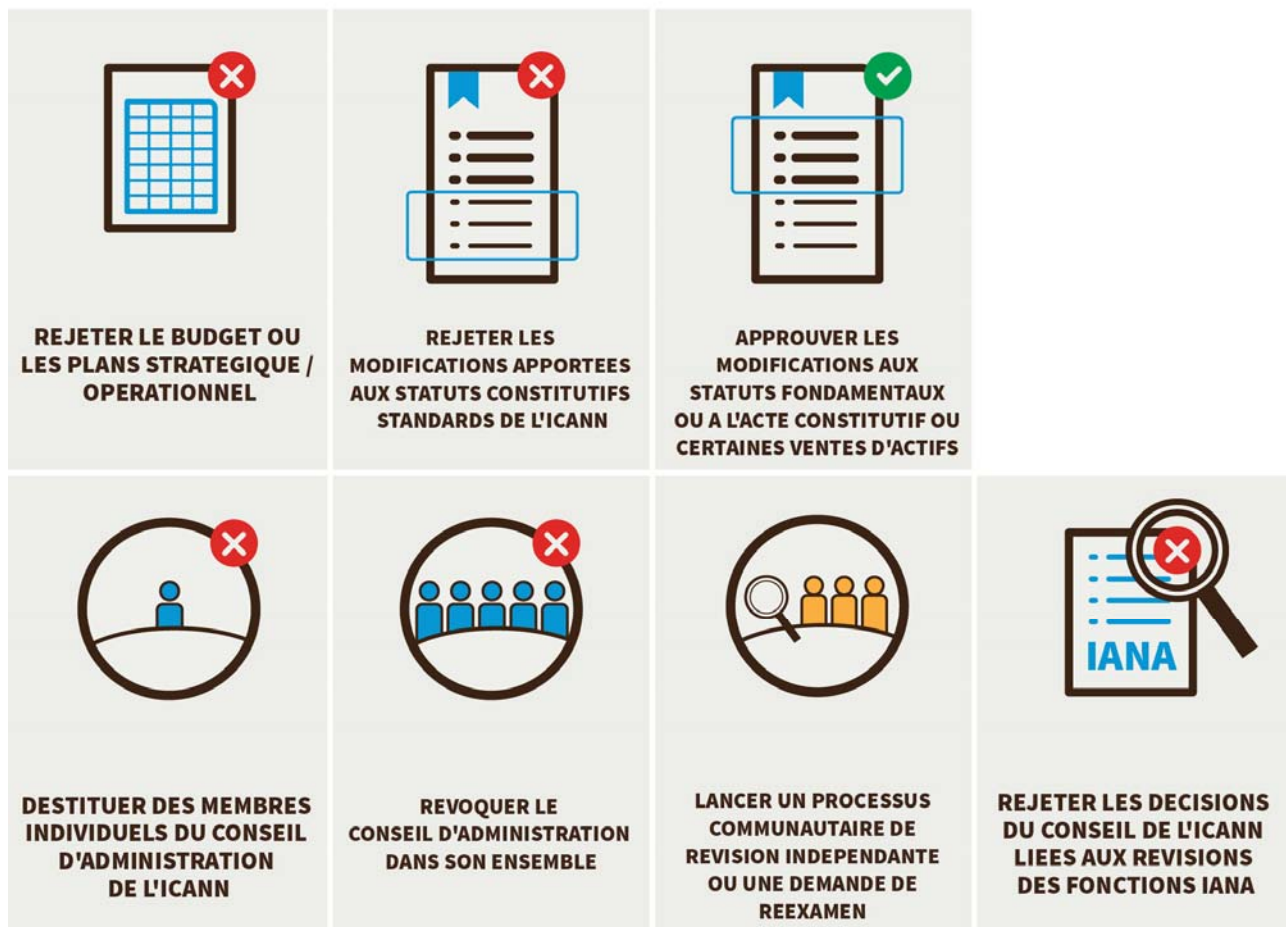 REJETER LE BUDGET OU
LES PLANS STRATEGIQUE /
OPERATIONNEL
REJETER LES
MODIFICATIONS APPORTEES
AUX STATUTS CONSTITUTIFS
STANDARDS DE L'ICANN
APPROUVER LES
MODIFICATIONS AUX
STATUTS FONDAMENTAUX
OU A L'ACTE CONSTITUTIF OU
CERTAINES VENTES D'ACTIFS
DESTITUER DES MEMBRES
INDIVIDUELS DU CONSEIL
D'ADMINISTRATION
DE L'ICANN
REVOQUER LE
CONSEIL D'ADMINISTRATION
DANS SON ENSEMBLE
LANCER UN PROCESSUS
COMMUNAUTAIRE DE
REVISION INDEPENDANTE
OU UNE DEMANDE DE
REEXAMEN
IANA
REJETER LES DECISIONS
DU CONSEIL DE L'ICANN
LIEES AUX REVISIONS
DES FONCTIONS IANA